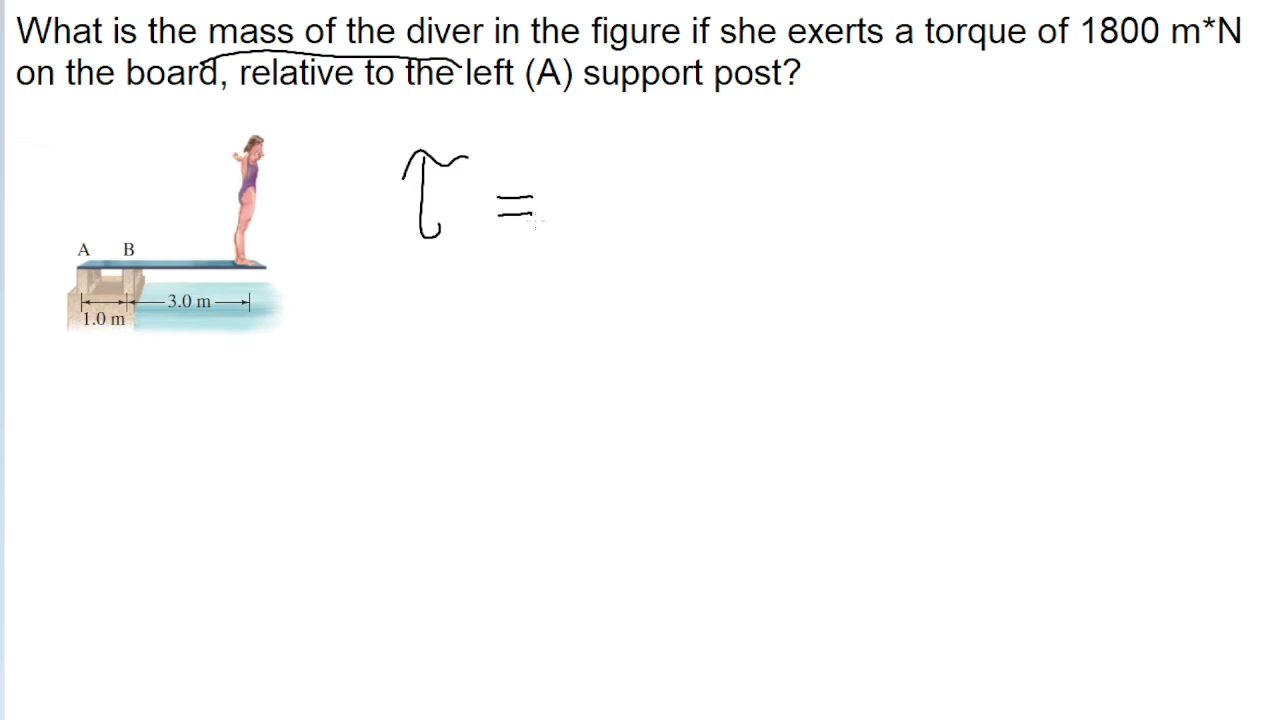 What is the mass of the diver in the figure if she exerts a torque of 1800 m*N
on the board, relative to the left (A) support post?
τ =
A B
3.0 m
1.0 m